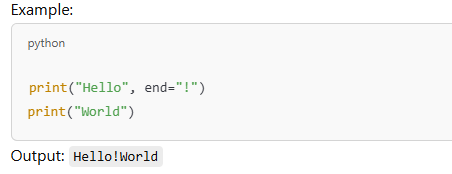 Example:
python
print("Hello", end="!")
print("World")
Output: Hello!World